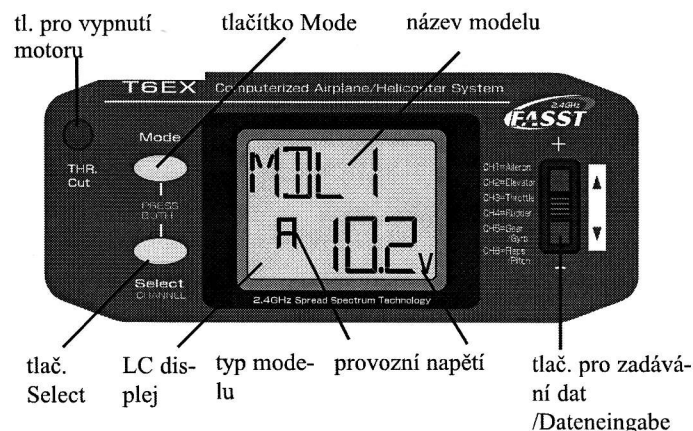 tl. pro vypnutí
motoru
tlačítko Mode
název modelu
T6EX Computerized Airplane/Helicopter System
2.4GHz
FASST
Mode
THR.
Cut
PRESS
BOTH
Select
CHANNEL
MDL 1
A 10.2 V
2.4GHz Spread Spectrum Technology
+
CH1=Aileron
CH2=Elevator
CH3=Throttle
CH4=Rudder
CH5=Gear
/Gyro
CH6=Flaps
/Pitch
-
tlač.
Select
LC dis-
plej
typ mode-
lu
provozní napětí
tlač. pro zadává-
ní dat
/Dateneingabe